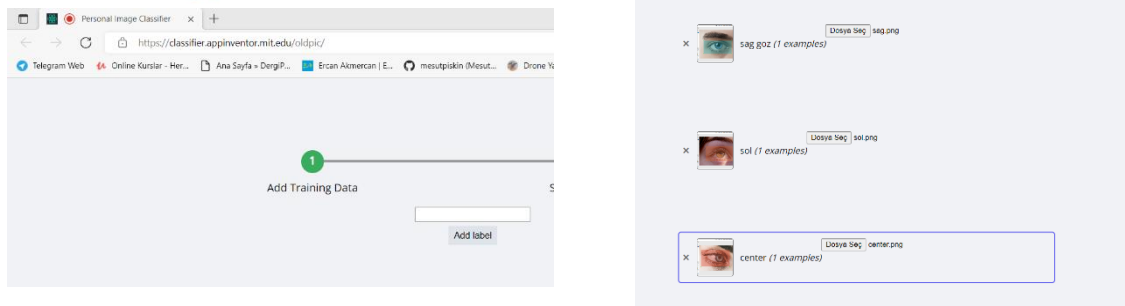 Personal Image Classifier
https://classifier.appinventor.mit.edu/oldpic/
Telegram Web
Online Kurslar - Her...
Ana Sayfa » DergiP...
Ercan Akmercan | E...
mesutpiskin (Mesut...
Drone Ya
1
Add Training Data
S
Add label
Dosya Seç sag.png
sag goz (1 examples)
Dosya Seç sol.png
sol (1 examples)
Dosya Seç center.png
center (1 examples)